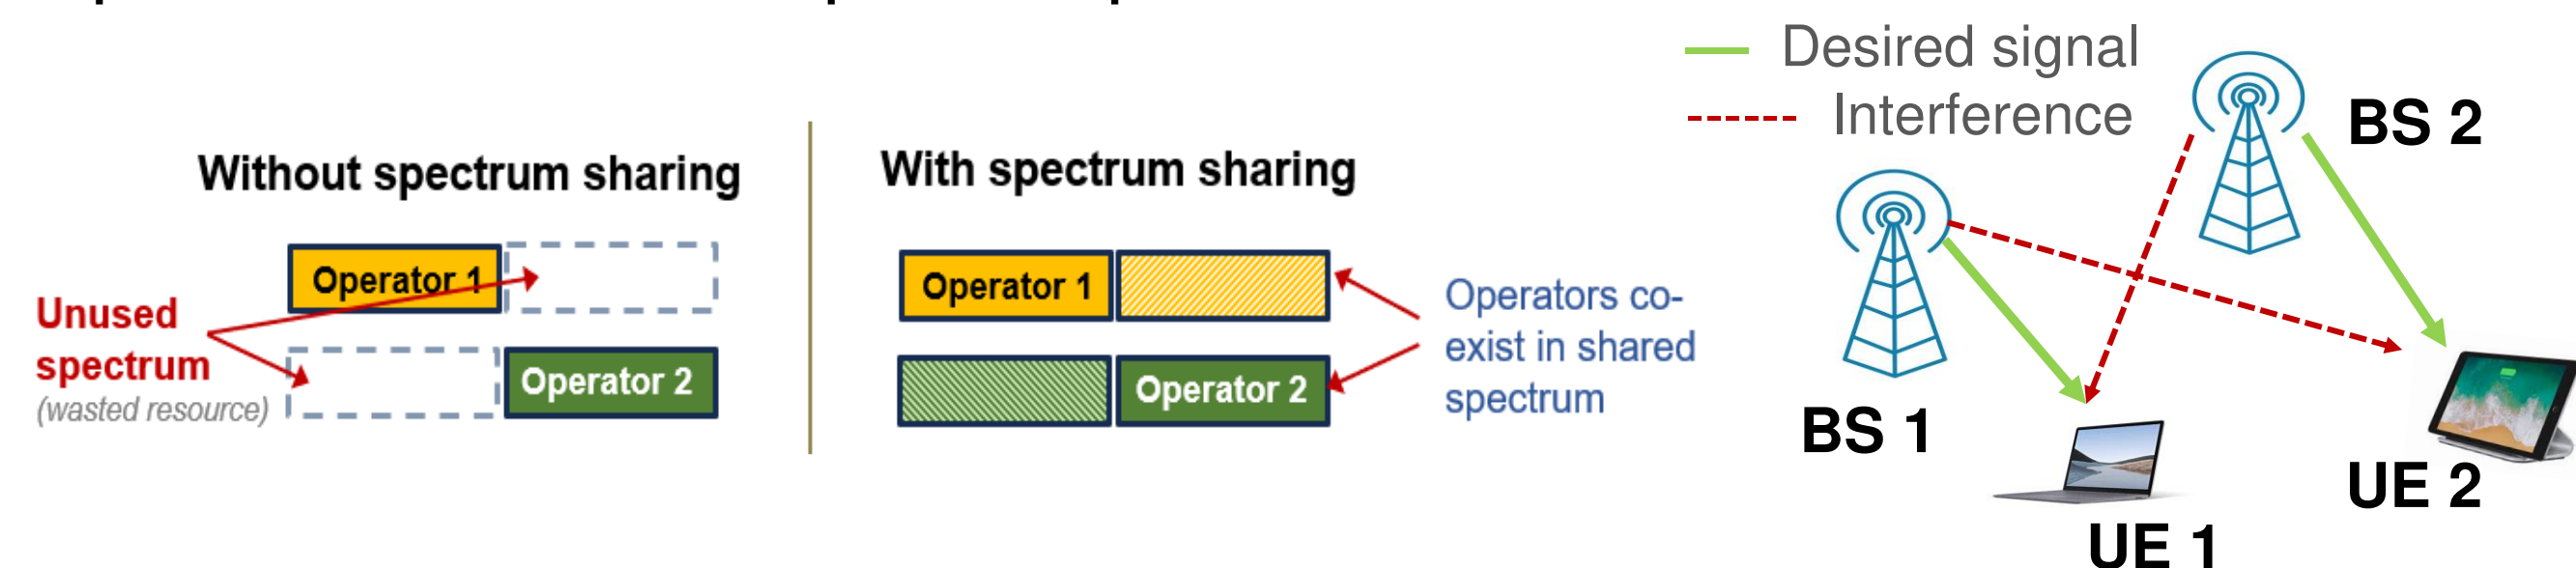 Without spectrum sharing
Operator 1
Unused
spectrum
(wasted resource)
Operator 2
With spectrum sharing
Operator 1
Operator 2
Operators co-
exist in shared
spectrum
Desired signal
Interference
BS 2
BS 1
UE 2
UE 1